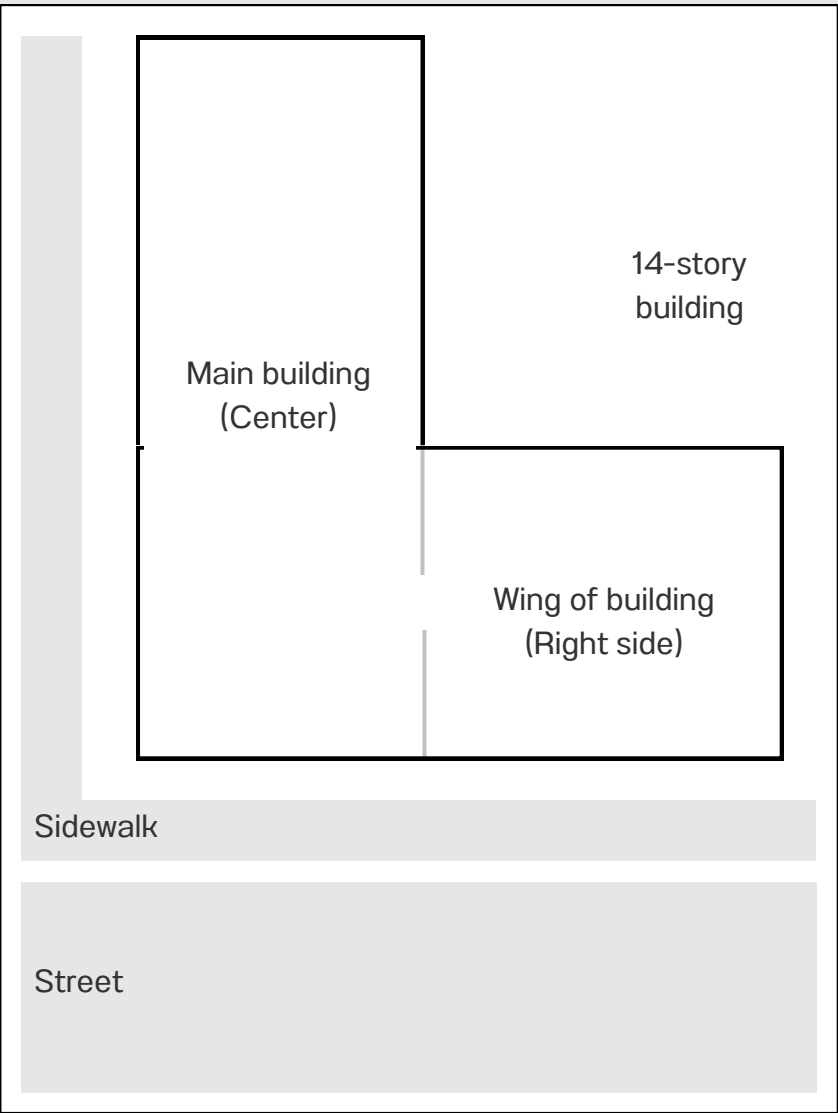 14-story
building
Main building
(Center)
Wing of building
(Right side)
Sidewalk
Street